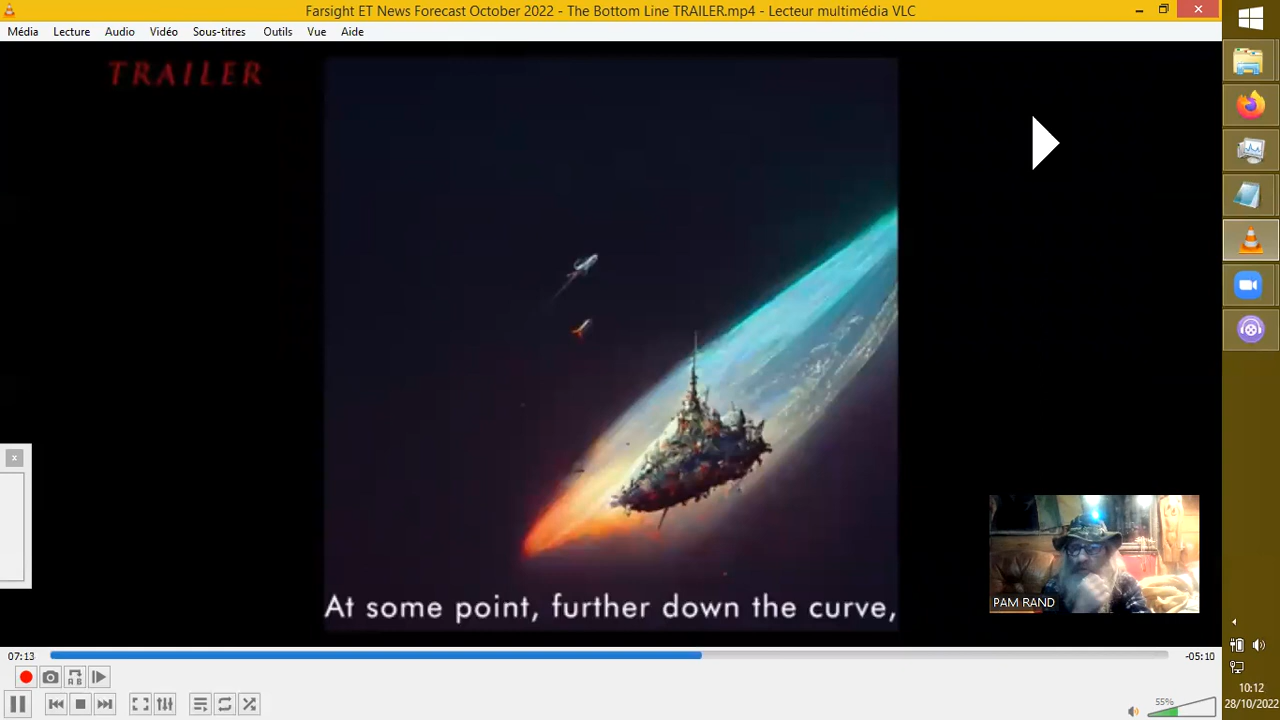 Farsight ET News Forecast October 2022 - The Bottom Line TRAILER.mp4 - Lecteur multimédia VLC
Média Lecture Audio Vidéo Sous-titres Outils Vue Aide
TRAILER
At some point, further down the curve,
PAM RAND
07:13
-05:10
A B
55%
10:12
28/10/2022